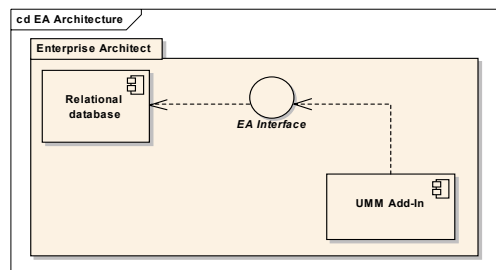 cd EA Architecture
Enterprise Architect
Relational
database
EA Interface
UMM Add-In